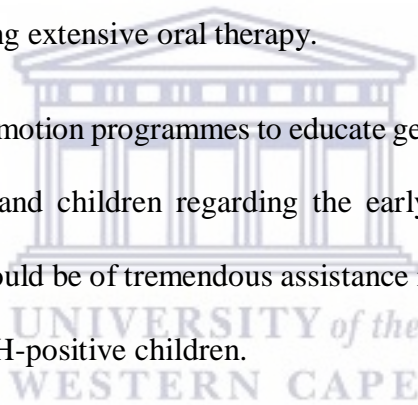 ng extensive oral therapy.
motion programmes to educate ge
and children regarding the early
ould be of tremendous assistance
UNIVERSITY of the
H-positive children.
WESTERN CAPE